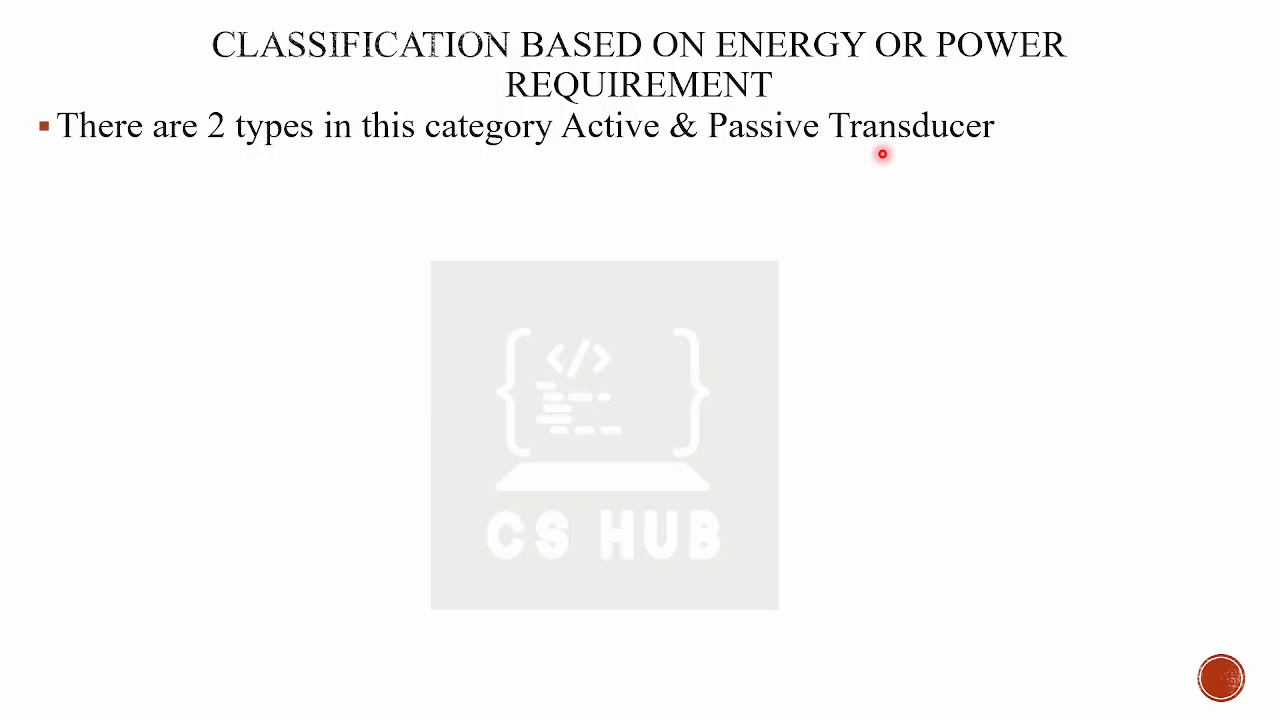 CLASSIFICATION BASED ON ENERGY OR POWER
REQUIREMENT
▪ There are 2 types in this category Active & Passive Transducer
</>
CS HUB